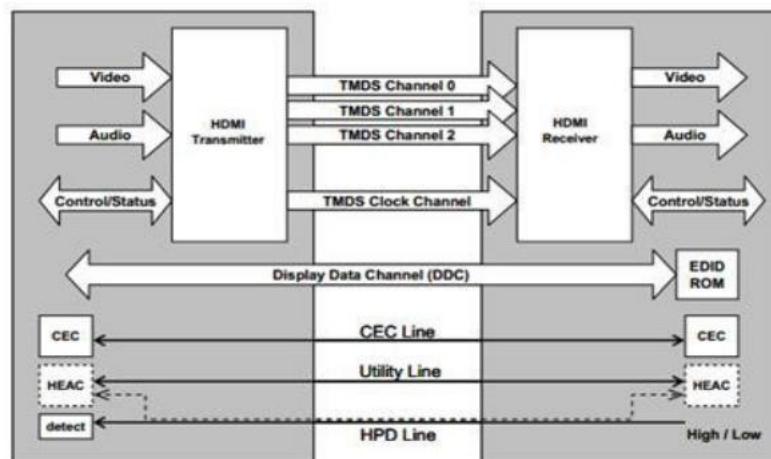 Video
Audio
Control/Status
HDMI
Transmitter
TMDS Channel 0
TMDS Channel 1
TMDS Channel 2
TMDS Clock Channel
HDMI
Receiver
Video
Audio
Control/Status
Display Data Channel (DDC)
EDID
ROM
CEC
CEC Line
CEC
HEAC
Utility Line
HEAC
detect
HPD Line
High / Low